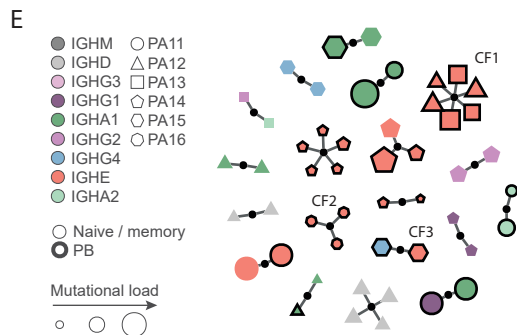 E
IGHM
IGHD
IGHG3
IGHG1
IGHA1
IGHG2
IGHG4
IGHE
IGHA2
PA11
PA12
PA13
PA14
PA15
PA16
Naive / memory
PB
Mutational load
CF1
CF2
CF3